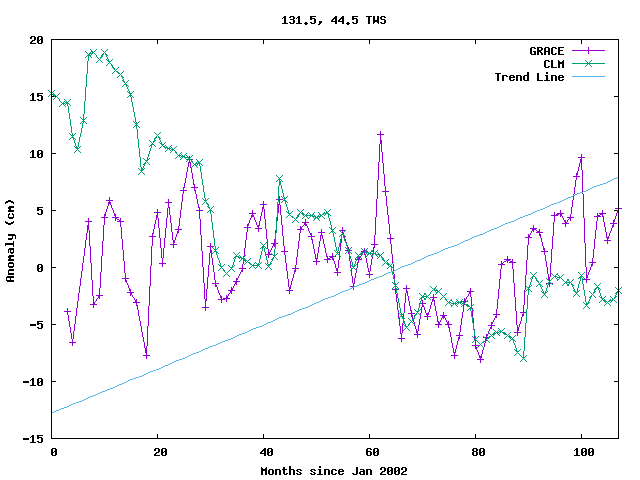 131.5, 44.5 TWS
GRACE
CLM
Trend Line
20
15
10
5
0
-5
-10
-15
Anomaly (cm)
0 20 40 60 80 100
Months since Jan 2002